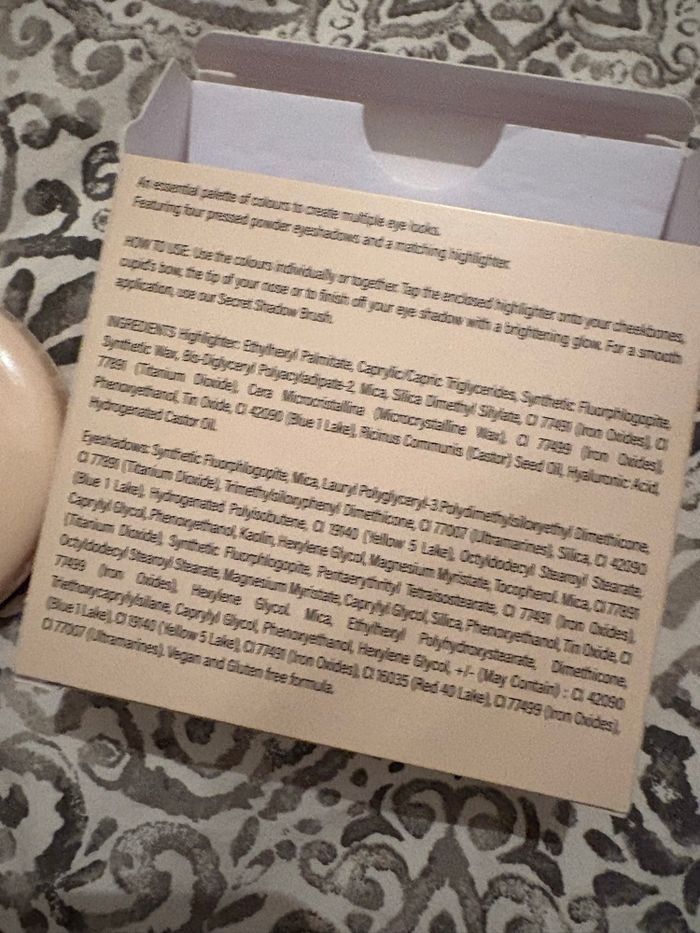 An essential palette of colours to create multiple eye looks.
Featuring four pressed powder eyeshadows and a matching highlighter.
HOW TO USE: Use the colours individually or together. Tap the enclosed highlighter onto your cheekbones,
cupid's bow, the tip of your nose or to finish off your eye shadow with a brightening glow. For a smooth
application, use our Secret Shadow Brush.
INGREDIENTS Highlighter: Ethylhexyl Palmitate, Caprylic/Capric Triglycerides, Synthetic Fluorphlogopite,
Synthetic Wax, Bis-Diglyceryl Polyacyladipate-2, Mica, Silica Dimethyl Silylate, CI 77491 (Iron Oxides), CI
77891 (Titanium Dioxide), Cera Microcristallina (Microcrystalline Wax), CI 77499 (Iron Oxides),
Phenoxyethanol, Tin Oxide, CI 42090 (Blue 1 Lake), Ricinus Communis (Castor) Seed Oil, Hyaluronic Acid,
Hydrogenated Castor Oil.
Eyeshadows: Synthetic Fluorphlogopite, Mica, Lauryl Polyglyceryl-3 Polydimethylsiloxyethyl Dimethicone,
CI 77891 (Titanium Dioxide), Trimethylsiloxyphenyl Dimethicone, CI 77007 (Ultramarines), Silica, CI 42090
(Blue 1 Lake), Hydrogenated Polyisobutene, CI 19140 (Yellow 5 Lake), Octyldodecyl Stearoyl Stearate,
Caprylyl Glycol, Phenoxyethanol, Kaolin, Hexylene Glycol, Magnesium Myristate, Tocopherol, Mica, CI 77891
(Titanium Dioxide), Synthetic Fluorphlogopite, Pentaerythrityl Tetraisostearate, CI 77491 (Iron Oxides),
Octyldodecyl Stearoyl Stearate, Magnesium Myristate, Caprylyl Glycol, Silica, Phenoxyethanol, Tin Oxide, CI
77499 (Iron Oxides), Hexylene Glycol, Mica, Ethylhexyl Polyhydroxystearate, Dimethicone,
Triethoxycaprylylsilane, Caprylyl Glycol, Phenoxyethanol, Hexylene Glycol, +/- (May Contain) : CI 42090
(Blue 1 Lake), CI 19140 (Yellow 5 Lake), CI 77491 (Iron Oxides), CI 16035 (Red 40 Lake), CI 77499 (Iron Oxides),
CI 77007 (Ultramarines). Vegan and Gluten free formula.